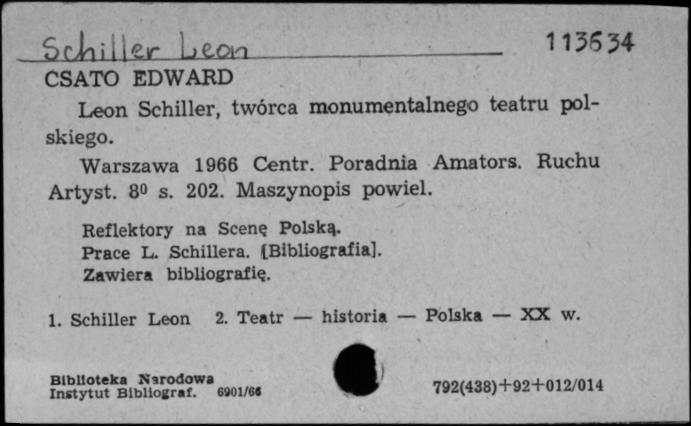 Schiller Leon 113634
CSATO EDWARD
Leon Schiller, twórca monumentalnego teatru pol-
skiego.
Warszawa 1966 Centr. Poradnia Amators. Ruchu
Artyst. 8⁰ s. 202. Maszynopis powiel.
Reflektory na Scenę Polską.
Prace L. Schillera. [Bibliografia].
Zawiera bibliografię.
1. Schiller Leon 2. Teatr — historia — Polska — XX w.
Biblioteka Narodowa
Instytut Bibliograf. 6901/66 792(438)+92+012/014